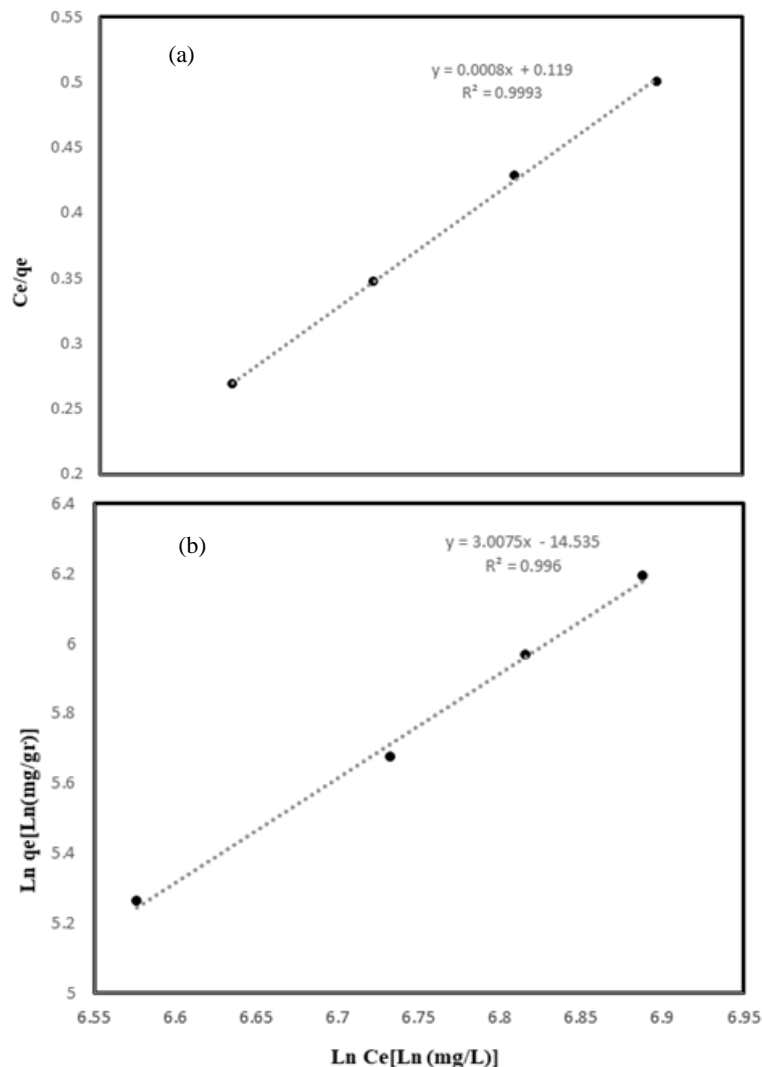 (a)
y = 0.0008x + 0.119
R² = 0.9993
0.55
0.5
0.45
0.4
0.35
0.3
0.25
0.2
Ce/qe
(b)
y = 3.0075x - 14.535
R² = 0.996
6.4
6.2
6
5.8
5.6
5.4
5.2
5
Ln qe[Ln(mg/gr)]
6.55 6.6 6.65 6.7 6.75 6.8 6.85 6.9 6.95
Ln Ce[Ln (mg/L)]